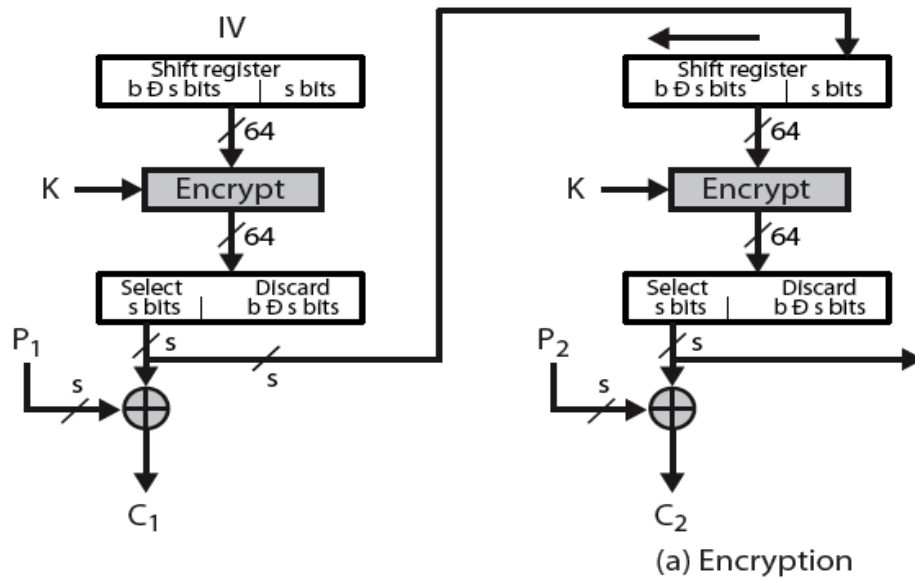 IV
Shift register
b Đ s bits | s bits
64
K
Encrypt
64
Select Discard
s bits | b Đ s bits
P1
s
s
s
C1
Shift register
b Đ s bits | s bits
64
K
Encrypt
64
Select Discard
s bits | b Đ s bits
P2
s
s
C2
(a) Encryption